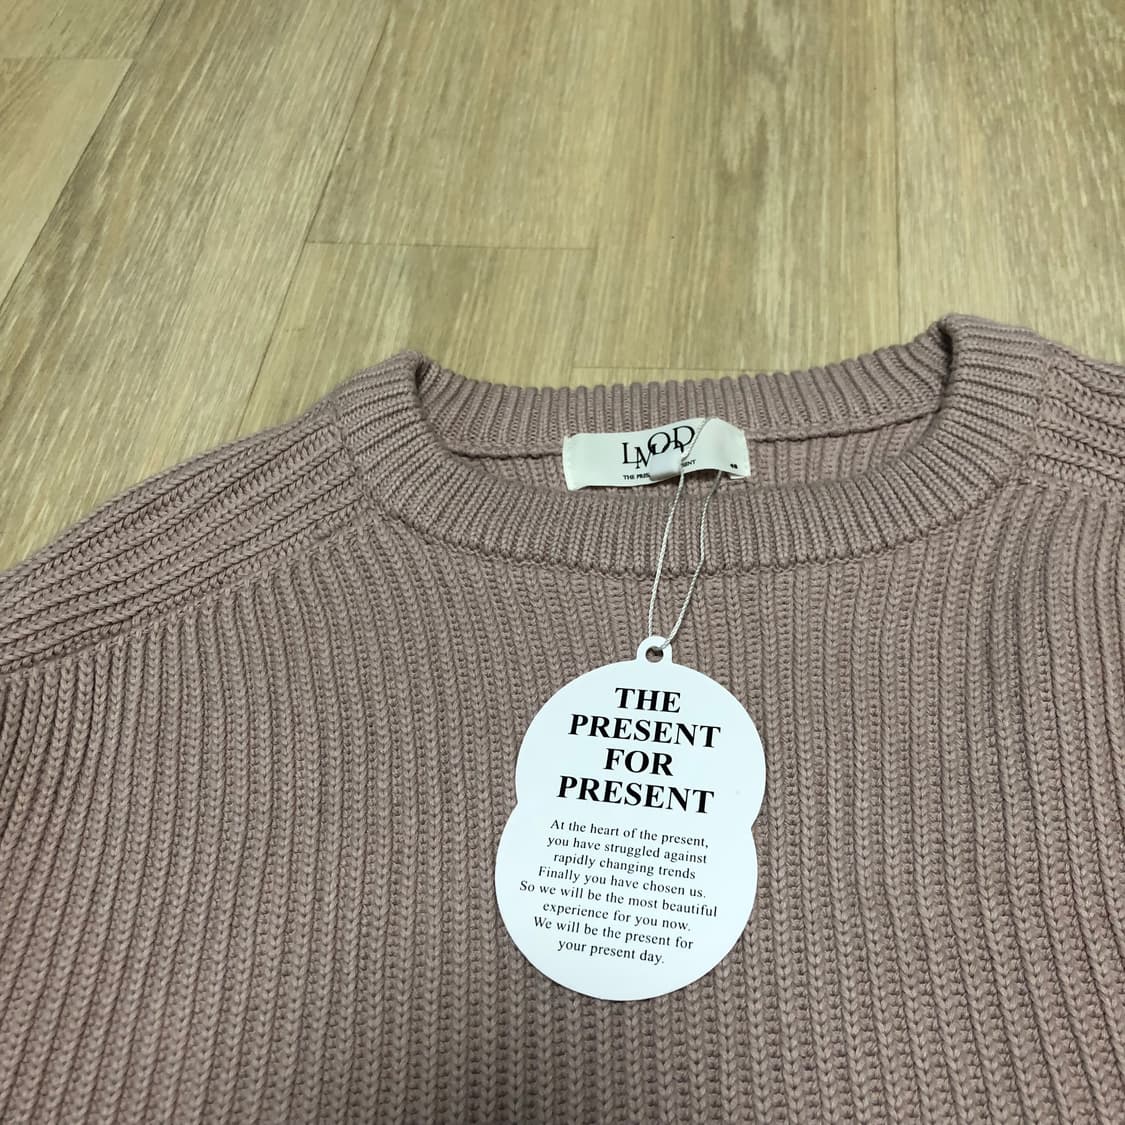 LMOD
THE
THE
PRESENT
FOR
PRESENT
At the heart of the present,
you have struggled against
rapidly changing trends
Finally you have chosen us.
So we will be the most beautiful
experience for you now.
We will be the present for
your present day.